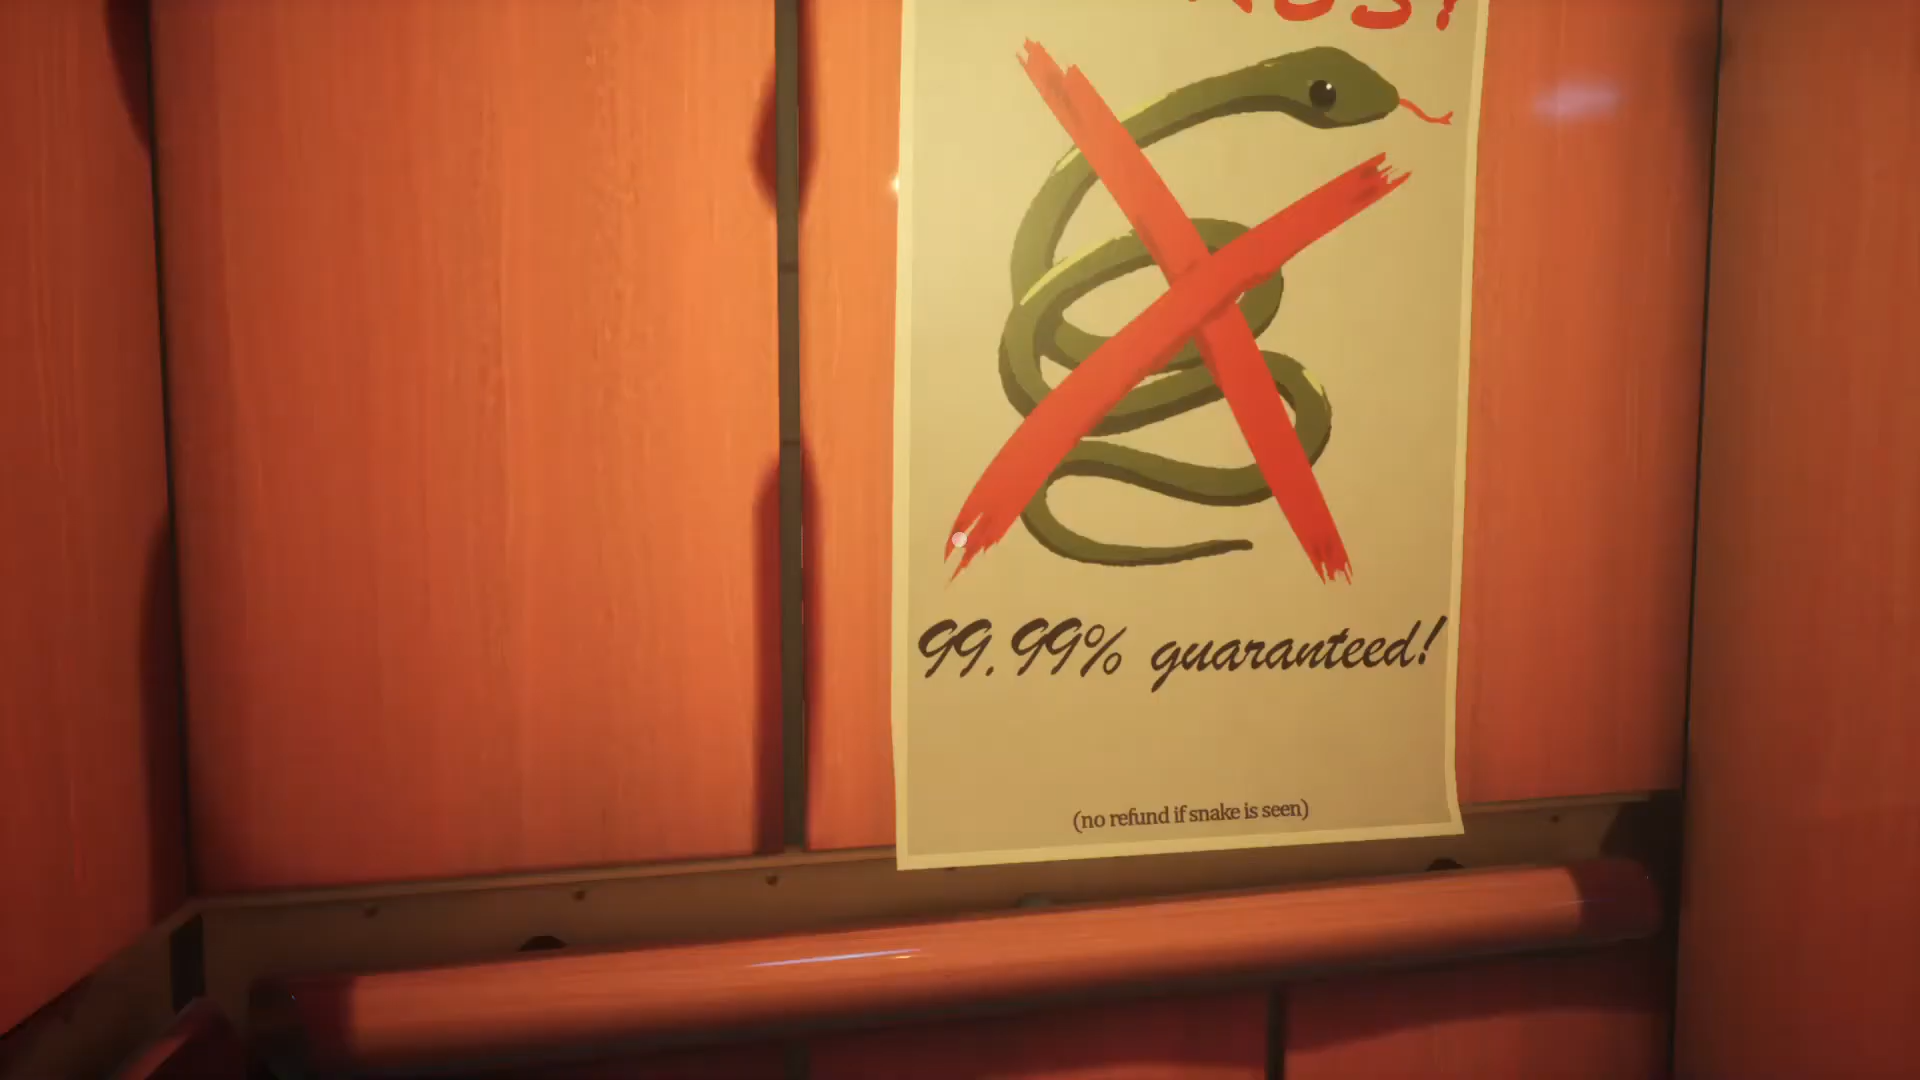 99.99% guaranteed!
(no refund if snake is seen)